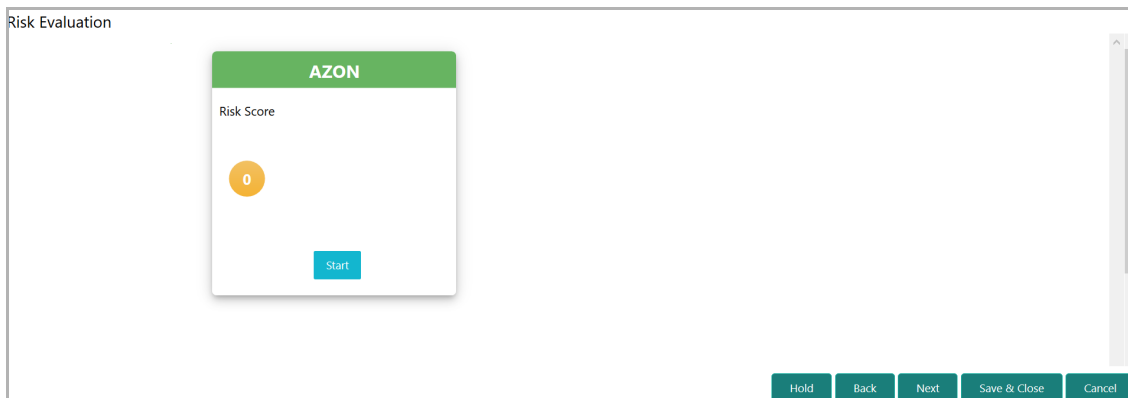 Risk Evaluation
AZON
Risk Score
0
Start
Hold Back Next Save & Close Cancel